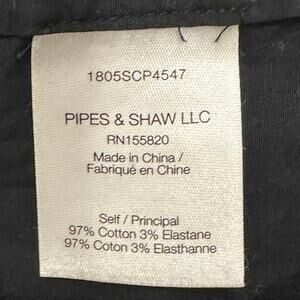 1805SCP4547
PIPES & SHAW LLC
RN155820
Made in China /
Fabriqué en Chine
Self / Principal
97% Cotton 3% Elastane
97% Cotton 3% Elasthanne